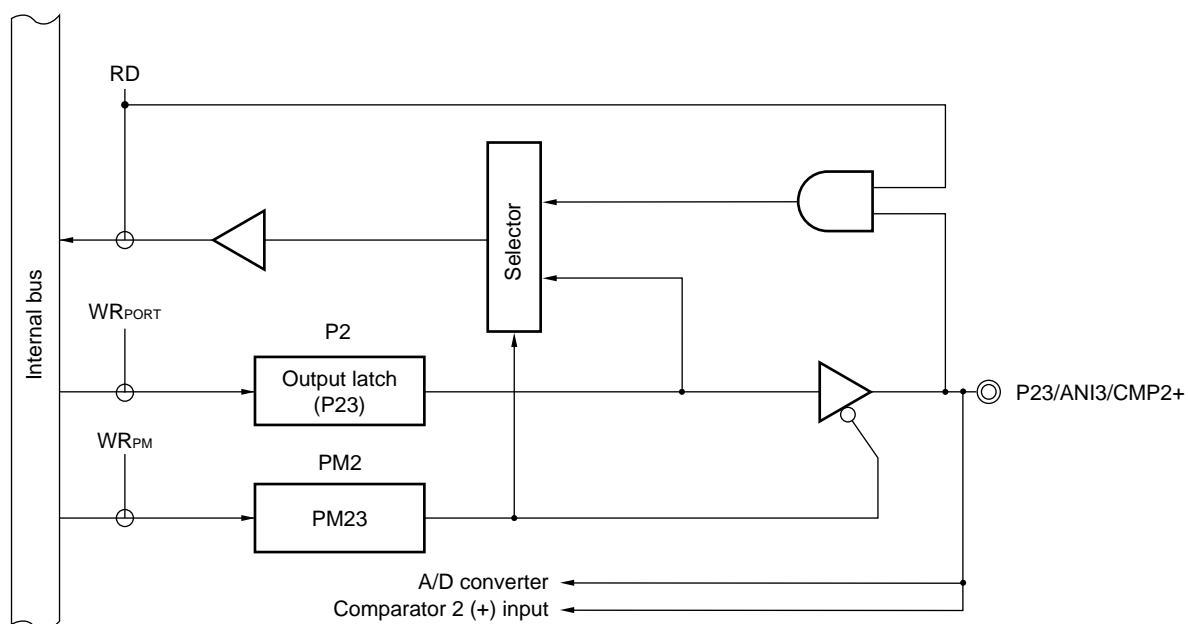 RD
Selector
Internal bus
WRPORT
P2
Output latch
(P23)
P23/ANI3/CMP2+
WRPM
PM2
PM23
A/D converter
Comparator 2 (+) input